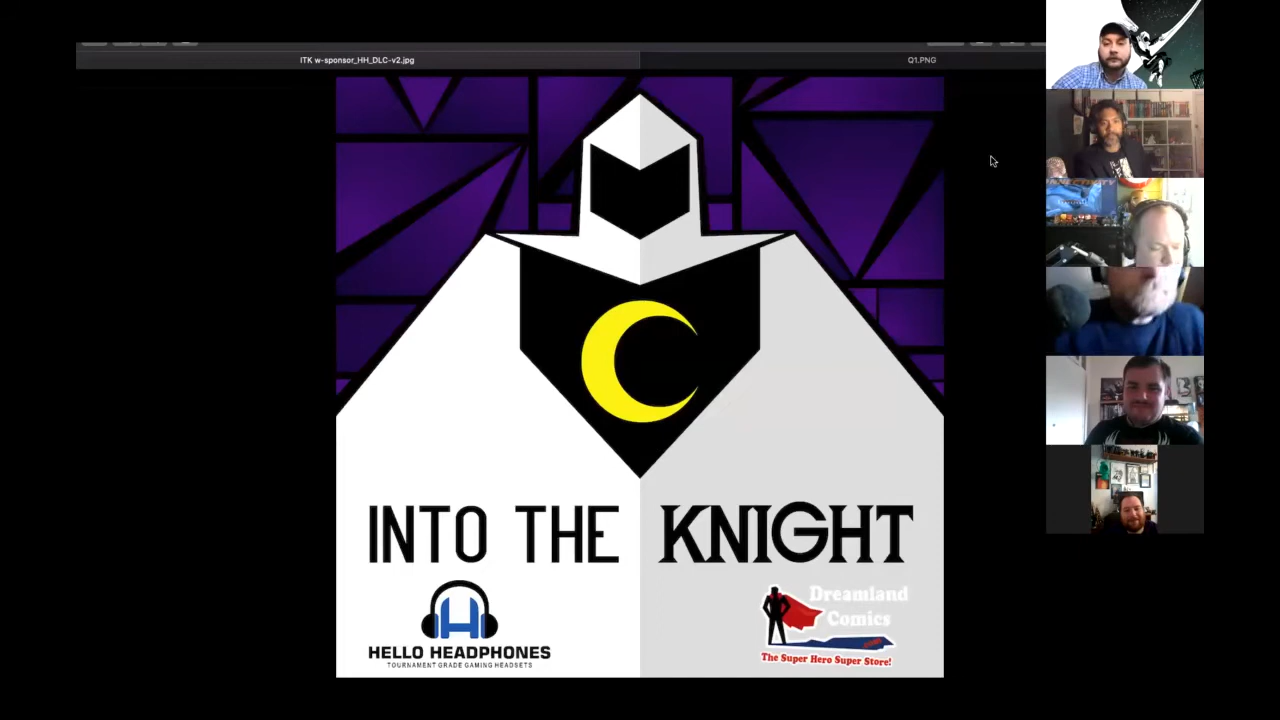 ITK w-sponsor_HH_DLC-v2.jpg
Q1.PNG
INTO THE KNIGHT
H
HELLO HEADPHONES
TOURNAMENT GRADE GAMING HEADSETS
Dreamland
Comics
The Super Hero Super Store!